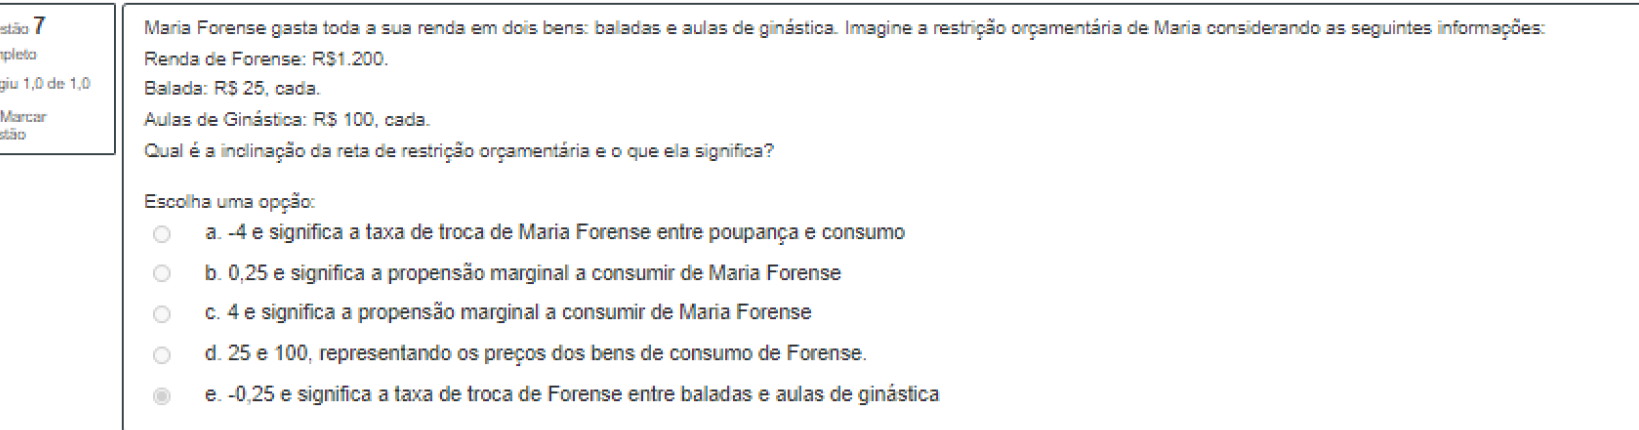 stão 7
mpleto
giu 1,0 de 1,0
Marcar
stão
Maria Forense gasta toda a sua renda em dois bens: baladas e aulas de ginástica. Imagine a restrição orçamentária de Maria considerando as seguintes informações:
Renda de Forense: R$1.200.
Balada: R$ 25, cada.
Aulas de Ginástica: R$ 100, cada.
Qual é a inclinação da reta de restrição orçamentária e o que ela significa?
Escolha uma opção:
a. -4 e significa a taxa de troca de Maria Forense entre poupança e consumo
b. 0,25 e significa a propensão marginal a consumir de Maria Forense
c. 4 e significa a propensão marginal a consumir de Maria Forense
d. 25 e 100, representando os preços dos bens de consumo de Forense.
e. -0,25 e significa a taxa de troca de Forense entre baladas e aulas de ginástica